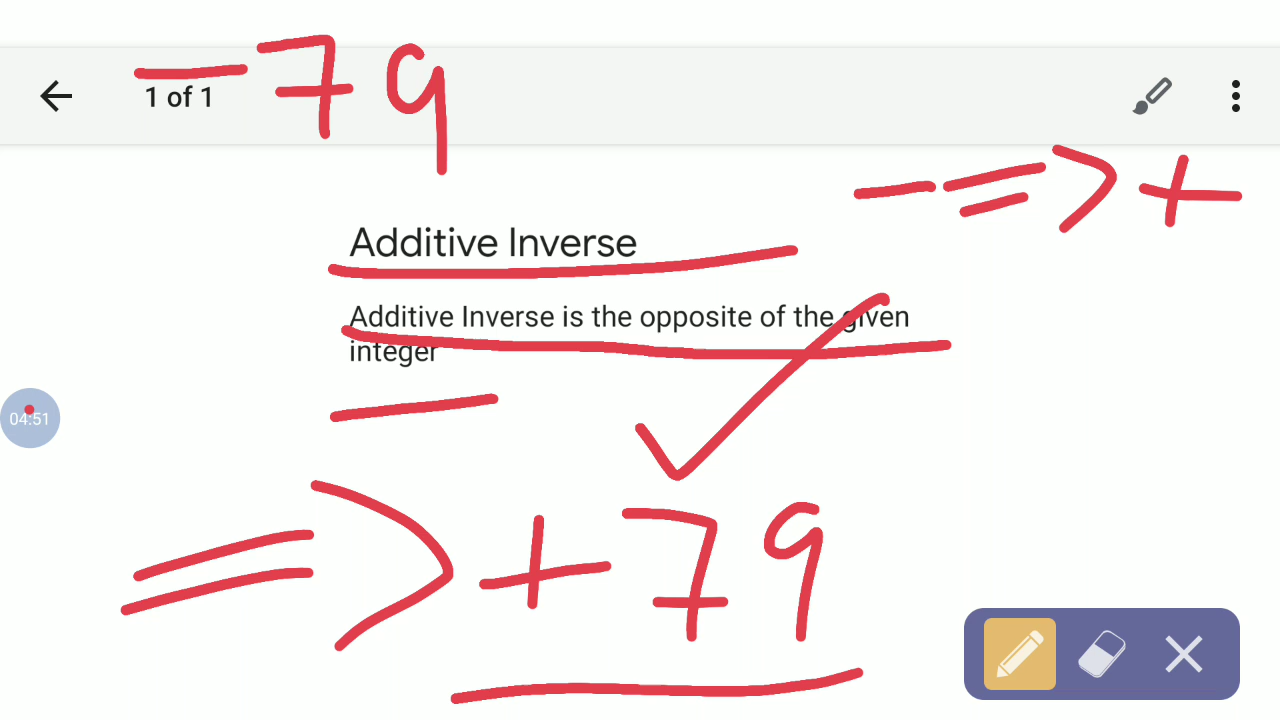 -79
1 of 1
- => +
Additive Inverse
Additive Inverse is the opposite of the given
integer
04:51
=> +79